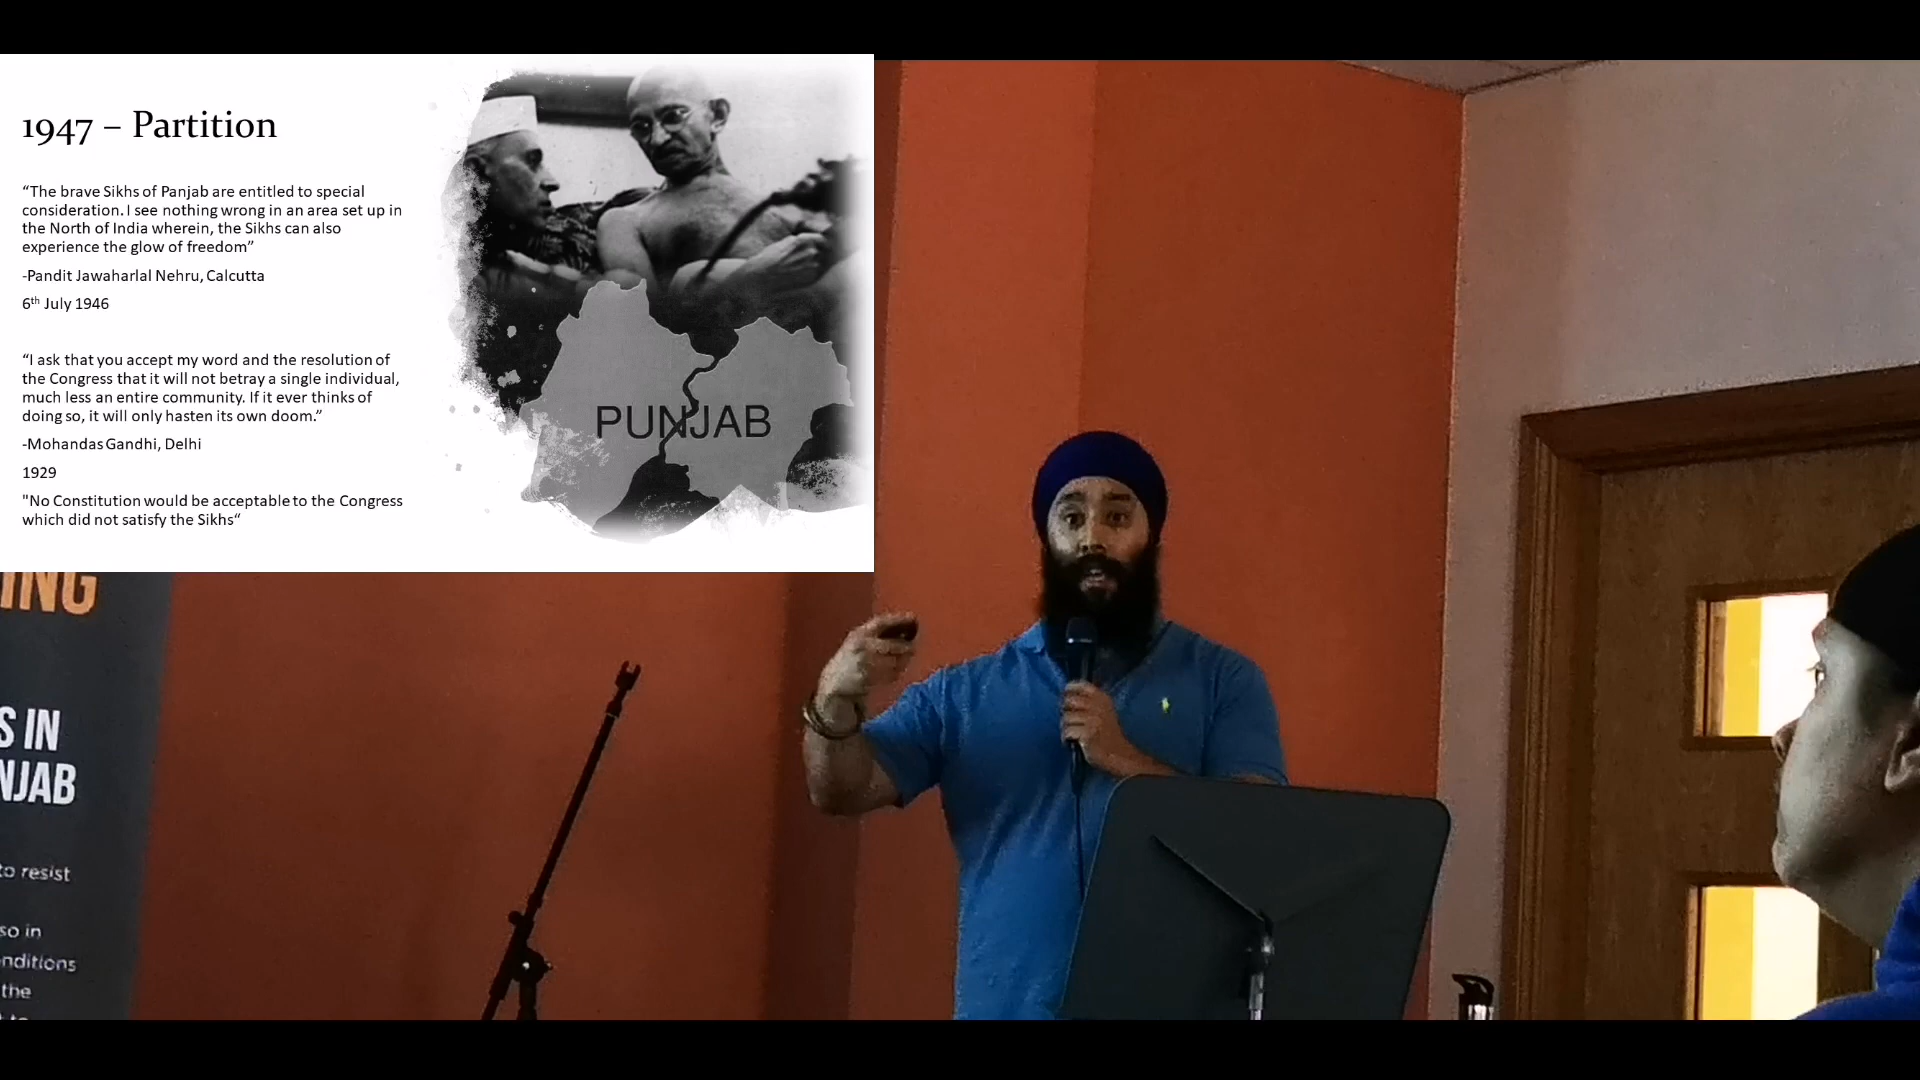 1947 – Partition
“The brave Sikhs of Panjab are entitled to special
consideration. I see nothing wrong in an area set up in
the North of India wherein, the Sikhs can also
experience the glow of freedom”
-Pandit Jawaharlal Nehru, Calcutta
6th July 1946
“I ask that you accept my word and the resolution of
the Congress that it will not betray a single individual,
much less an entire community. If it ever thinks of
doing so, it will only hasten its own doom.”
-Mohandas Gandhi, Delhi
1929
"No Constitution would be acceptable to the Congress
which did not satisfy the Sikhs“
PUNJAB
ING
S IN
NJAB
to resist
so in
nditions
the